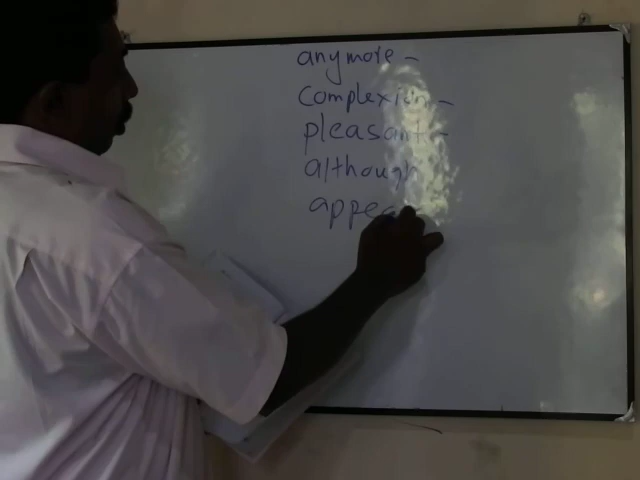 anymore -
complexion -
pleasant -
although
appea